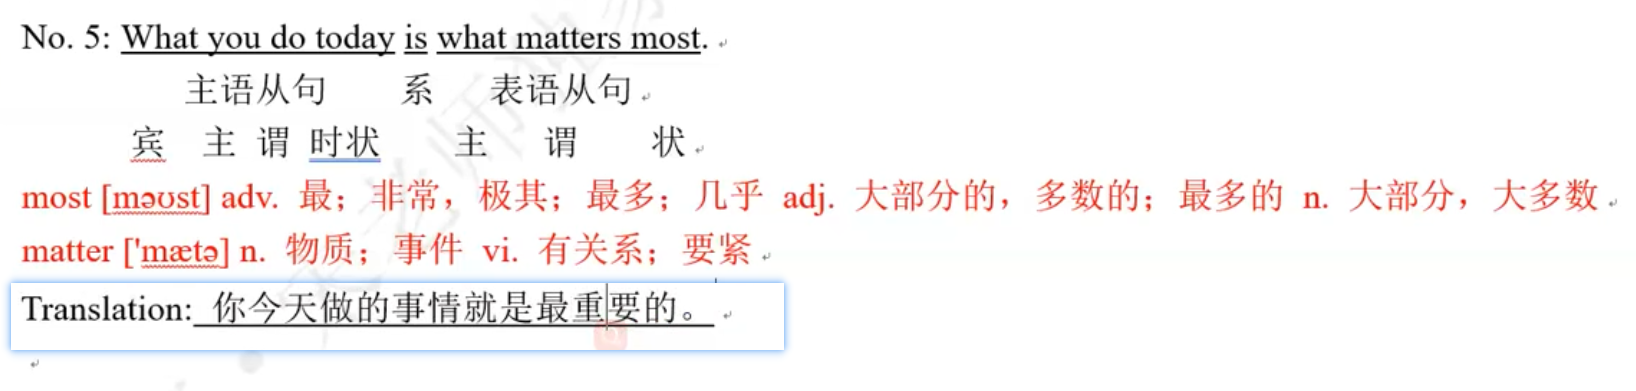 No. 5: What you do today is what matters most.
主语从句 系 表语从句
宾 主 谓 时状 主 谓 状
most [məʊst] adv. 最；非常，极其；最多；几乎 adj. 大部分的，多数的；最多的 n. 大部分，大多数
matter ['mætə] n. 物质；事件 vi. 有关系；要紧
Translation: 你今天做的事情就是最重要的。